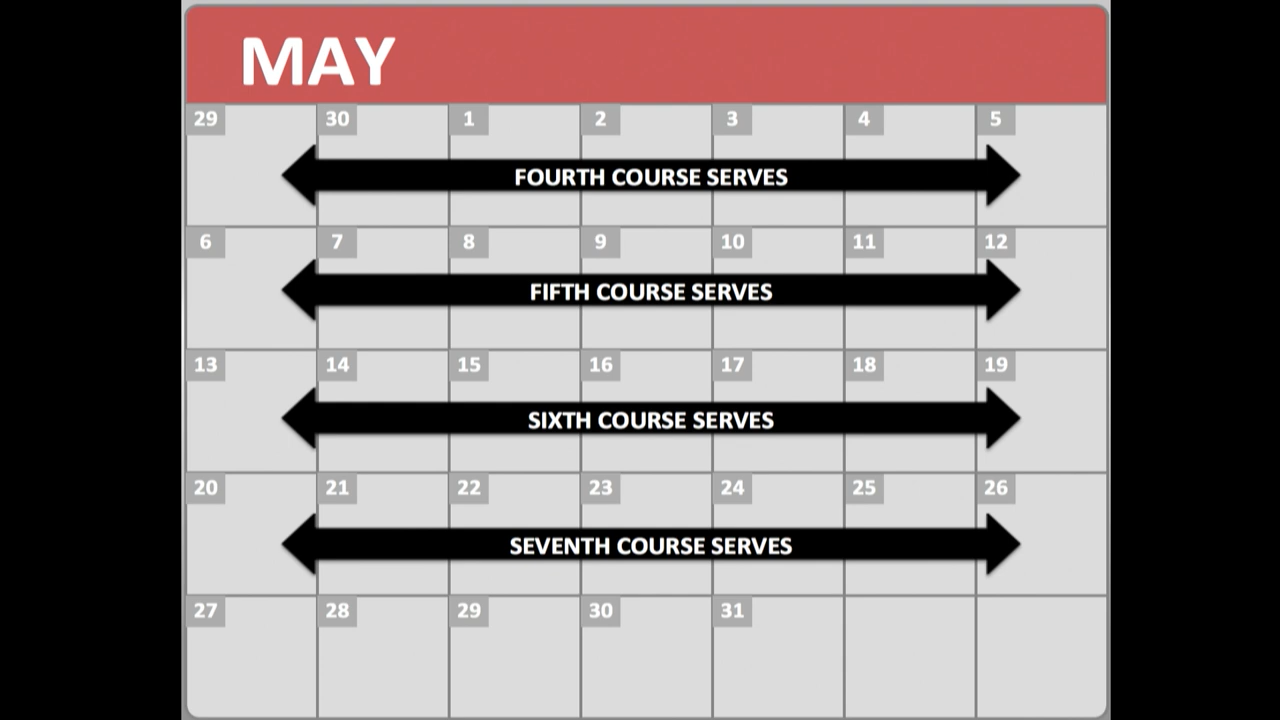 MAY
29 30 1 2 3 4 5
FOURTH COURSE SERVES
6 7 8 9 10 11 12
FIFTH COURSE SERVES
13 14 15 16 17 18 19
SIXTH COURSE SERVES
20 21 22 23 24 25 26
SEVENTH COURSE SERVES
27 28 29 30 31